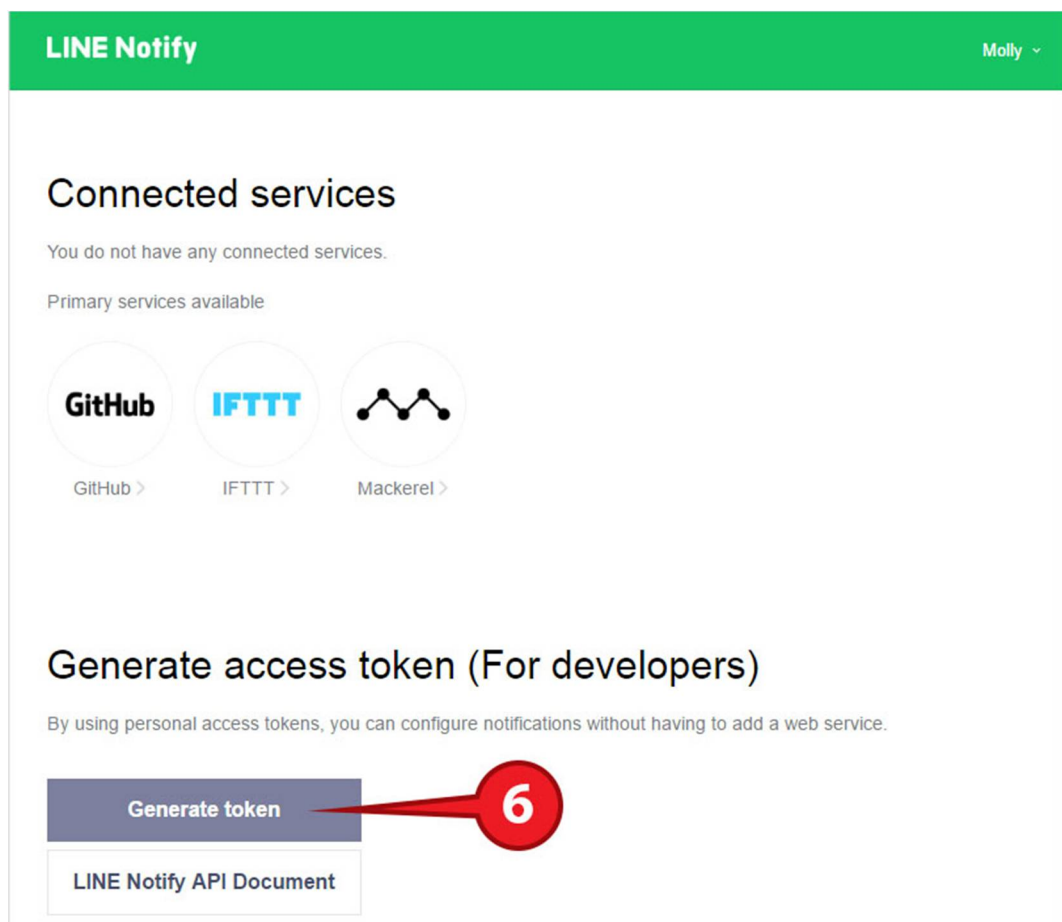 LINE Notify
Molly
Connected services
You do not have any connected services.
Primary services available
GitHub IFTTT
GitHub IFTTT Mackerel
Generate access token (For developers)
By using personal access tokens, you can configure notifications without having to add a web service.
Generate token
6
LINE Notify API Document